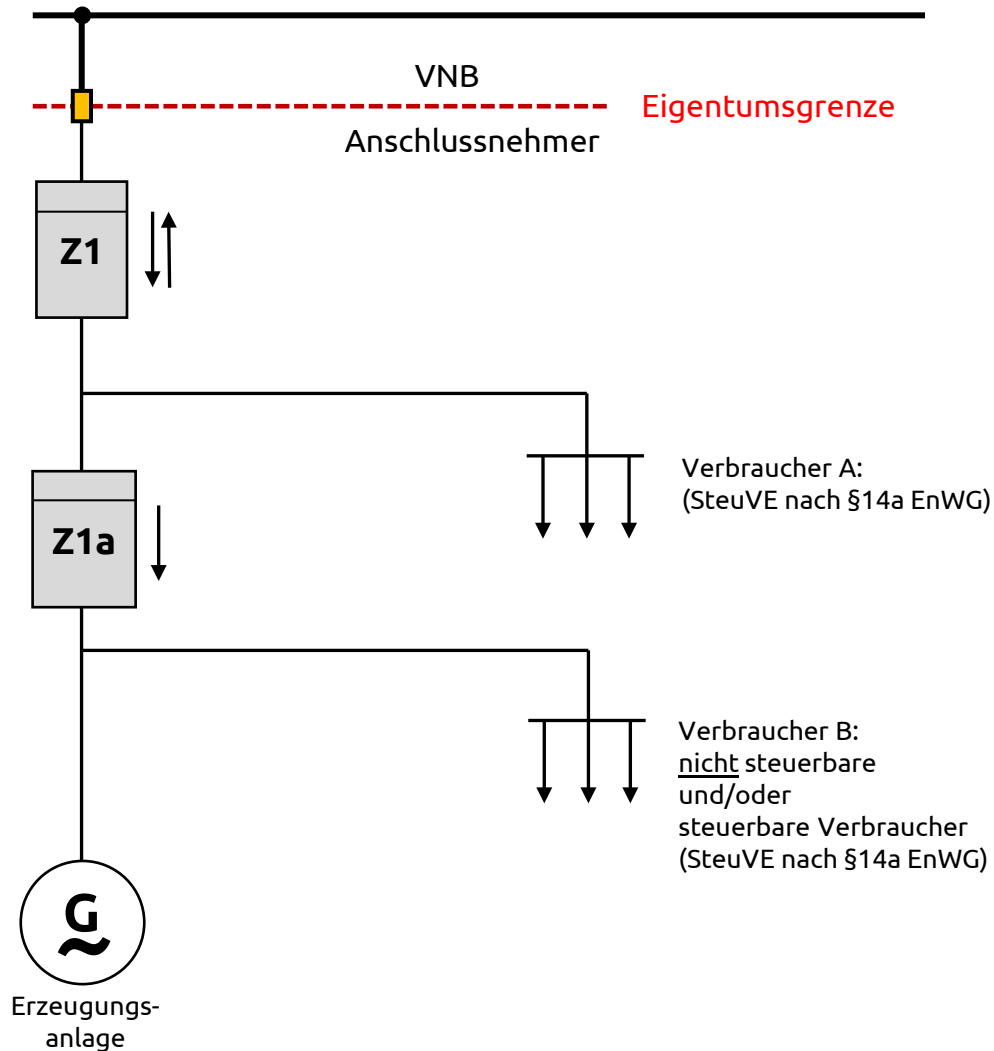 VNB
Eigentumsgrenze
Anschlussnehmer
Z1
Verbraucher A:
(SteuVE nach §14a EnWG)
Z1a
Verbraucher B:
nicht steuerbare
und/oder
steuerbare Verbraucher
(SteuVE nach §14a EnWG)
G
Erzeugungs-
anlage